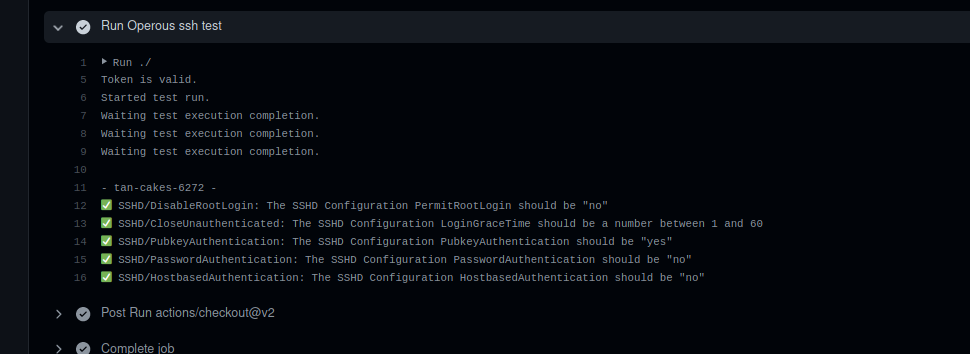 Run Operous ssh test
1 Run ./
5 Token is valid.
6 Started test run.
7 Waiting test execution completion.
8 Waiting test execution completion.
9 Waiting test execution completion.
10
11 - tan-cakes-6272 -
12 ✅ SSHD/DisableRootLogin: The SSHD Configuration PermitRootLogin should be "no"
13 ✅ SSHD/CloseUnauthenticated: The SSHD Configuration LoginGraceTime should be a number between 1 and 60
14 ✅ SSHD/PubkeyAuthentication: The SSHD Configuration PubkeyAuthentication should be "yes"
15 ✅ SSHD/PasswordAuthentication: The SSHD Configuration PasswordAuthentication should be "no"
16 ✅ SSHD/HostbasedAuthentication: The SSHD Configuration HostbasedAuthentication should be "no"
Post Run actions/checkout@v2
Complete job